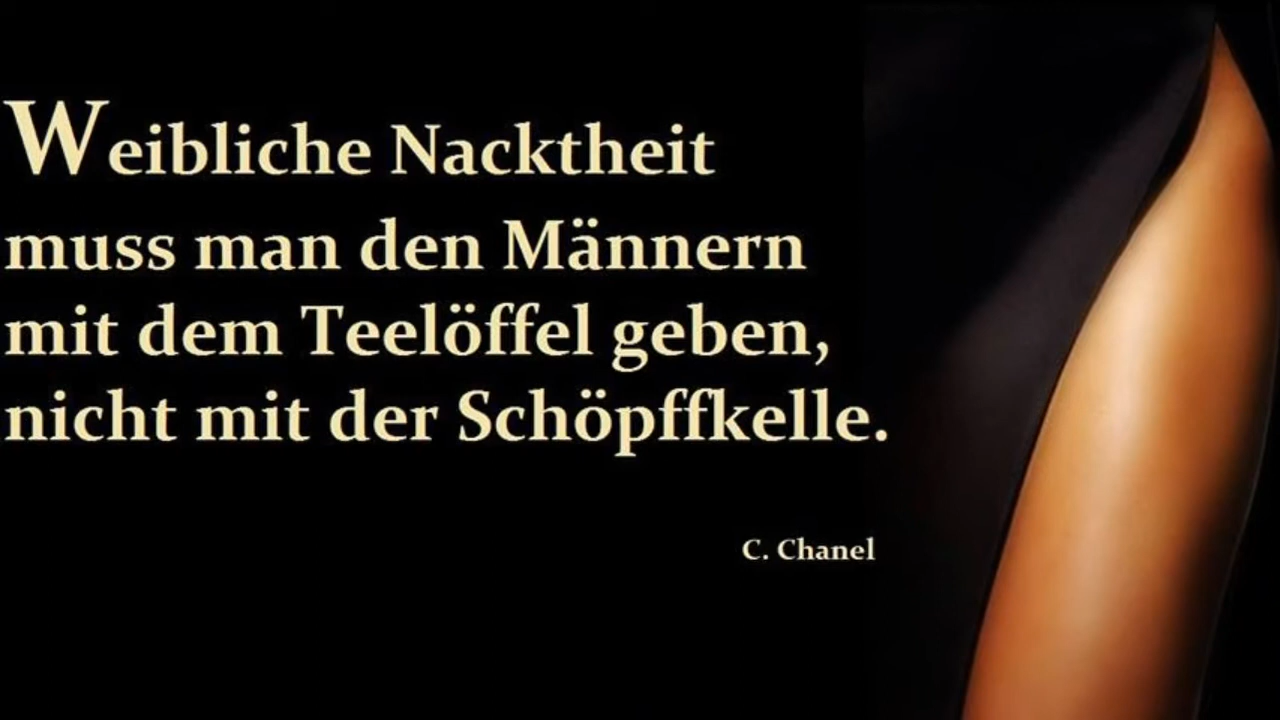 Weibliche Nacktheit
muss man den Männern
mit dem Teelöffel geben,
nicht mit der Schöpffkelle.
C. Chanel